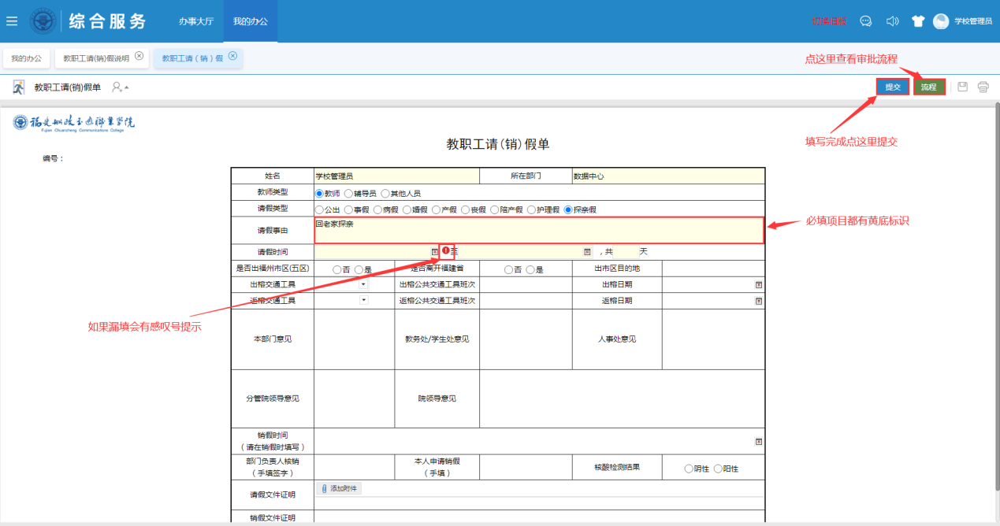 综合服务 办事大厅 我的办公 切换旧版 学校管理员
我的办公 教职工请(销)假说明 教职工请（销）假
点这里查看审批流程
教职工请(销)假单 提交 流程
福建船政交通职业学院
Fujian Chuanzheng Communications College
填写完成点这里提交
教职工请(销)假单
编号：
姓名 学校管理员 所在部门 数据中心
教师类型 教师 辅导员 其他人员
请假类型 公出 事假 病假 婚假 产假 丧假 陪产假 护理假 探亲假
请假事由 回老家探亲
必填项目都有黄底标识
请假时间 至 ，共 天
是否出福州市区(五区) 否 是 是否离开福建省 否 是 出市区目的地
出榕交通工具 出榕公共交通工具班次 出榕日期
返榕交通工具 返榕公共交通工具班次 返榕日期
如果漏填会有感叹号提示
本部门意见 教务处/学生处意见 人事处意见
分管院领导意见 院领导意见
销假时间
（请在销假时填写）
部门负责人核销 本人申请销假 核酸检测结果 阴性 阳性
（手填签字） （手填）
请假文件证明 添加附件
销假文件证明